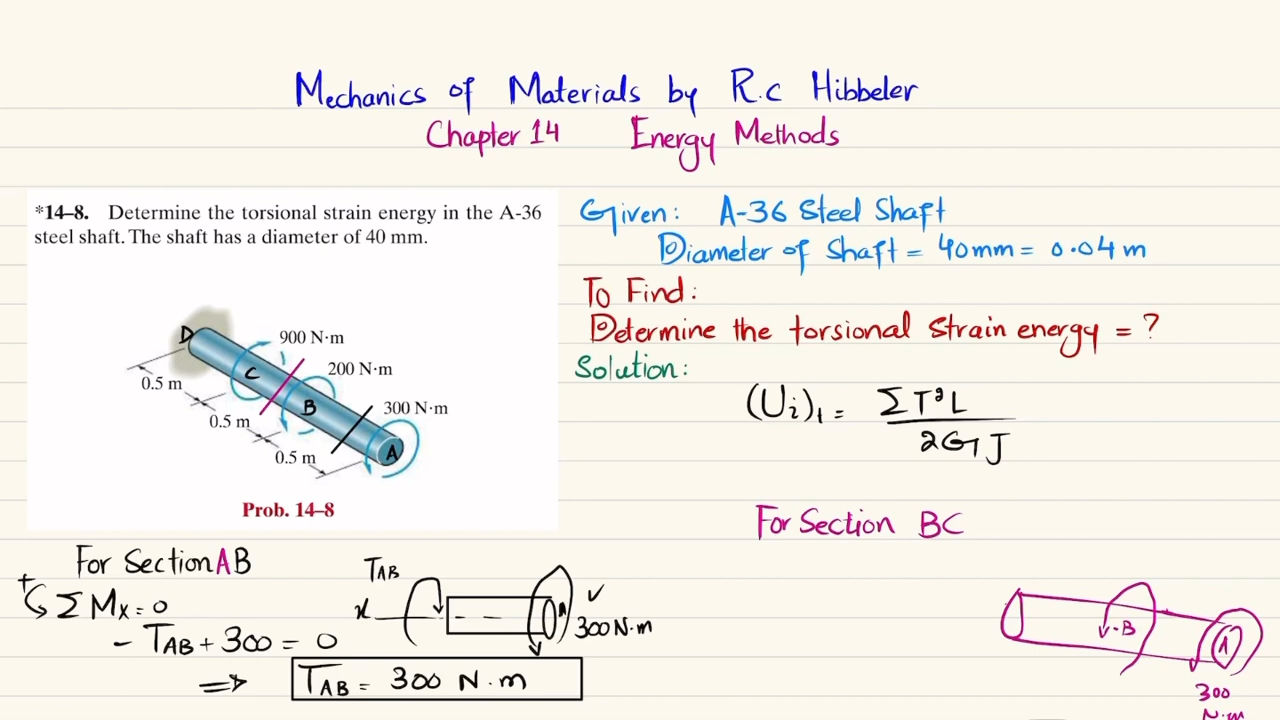 Mechanics of Materials by R.c Hibbeler
Chapter 14 Energy Methods
*14–8. Determine the torsional strain energy in the A-36
steel shaft. The shaft has a diameter of 40 mm.
D
900 N·m
C
200 N·m
B
300 N·m
A
0.5 m
0.5 m
0.5 m
Prob. 14–8
Given: A-36 Steel Shaft
Diameter of Shaft = 40mm = 0.04 m
To Find:
Determine the torsional Strain energy = ?
Solution:
(Ui)1 = ΣT²L
2GJ
For Section AB
+ ΣMx = 0
- TAB + 300 = 0
⇒ TAB = 300 N.m
TAB
x
A
300 N.m
For Section BC
B
A
300
N.m